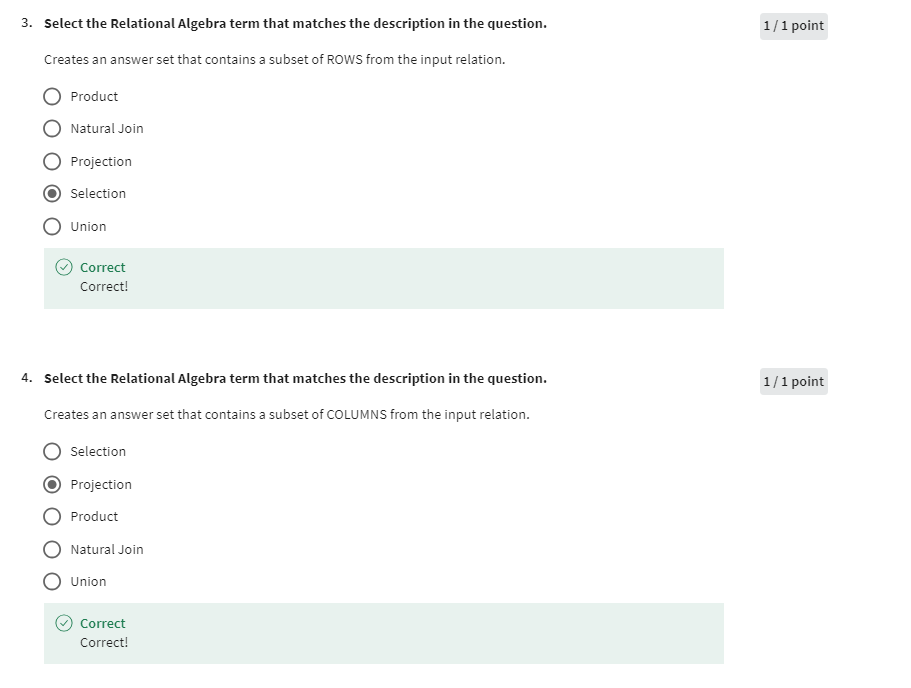 3. Select the Relational Algebra term that matches the description in the question.
1 / 1 point
Creates an answer set that contains a subset of ROWS from the input relation.
Product
Natural Join
Projection
Selection
Union
Correct
Correct!
4. Select the Relational Algebra term that matches the description in the question.
1 / 1 point
Creates an answer set that contains a subset of COLUMNS from the input relation.
Selection
Projection
Product
Natural Join
Union
Correct
Correct!